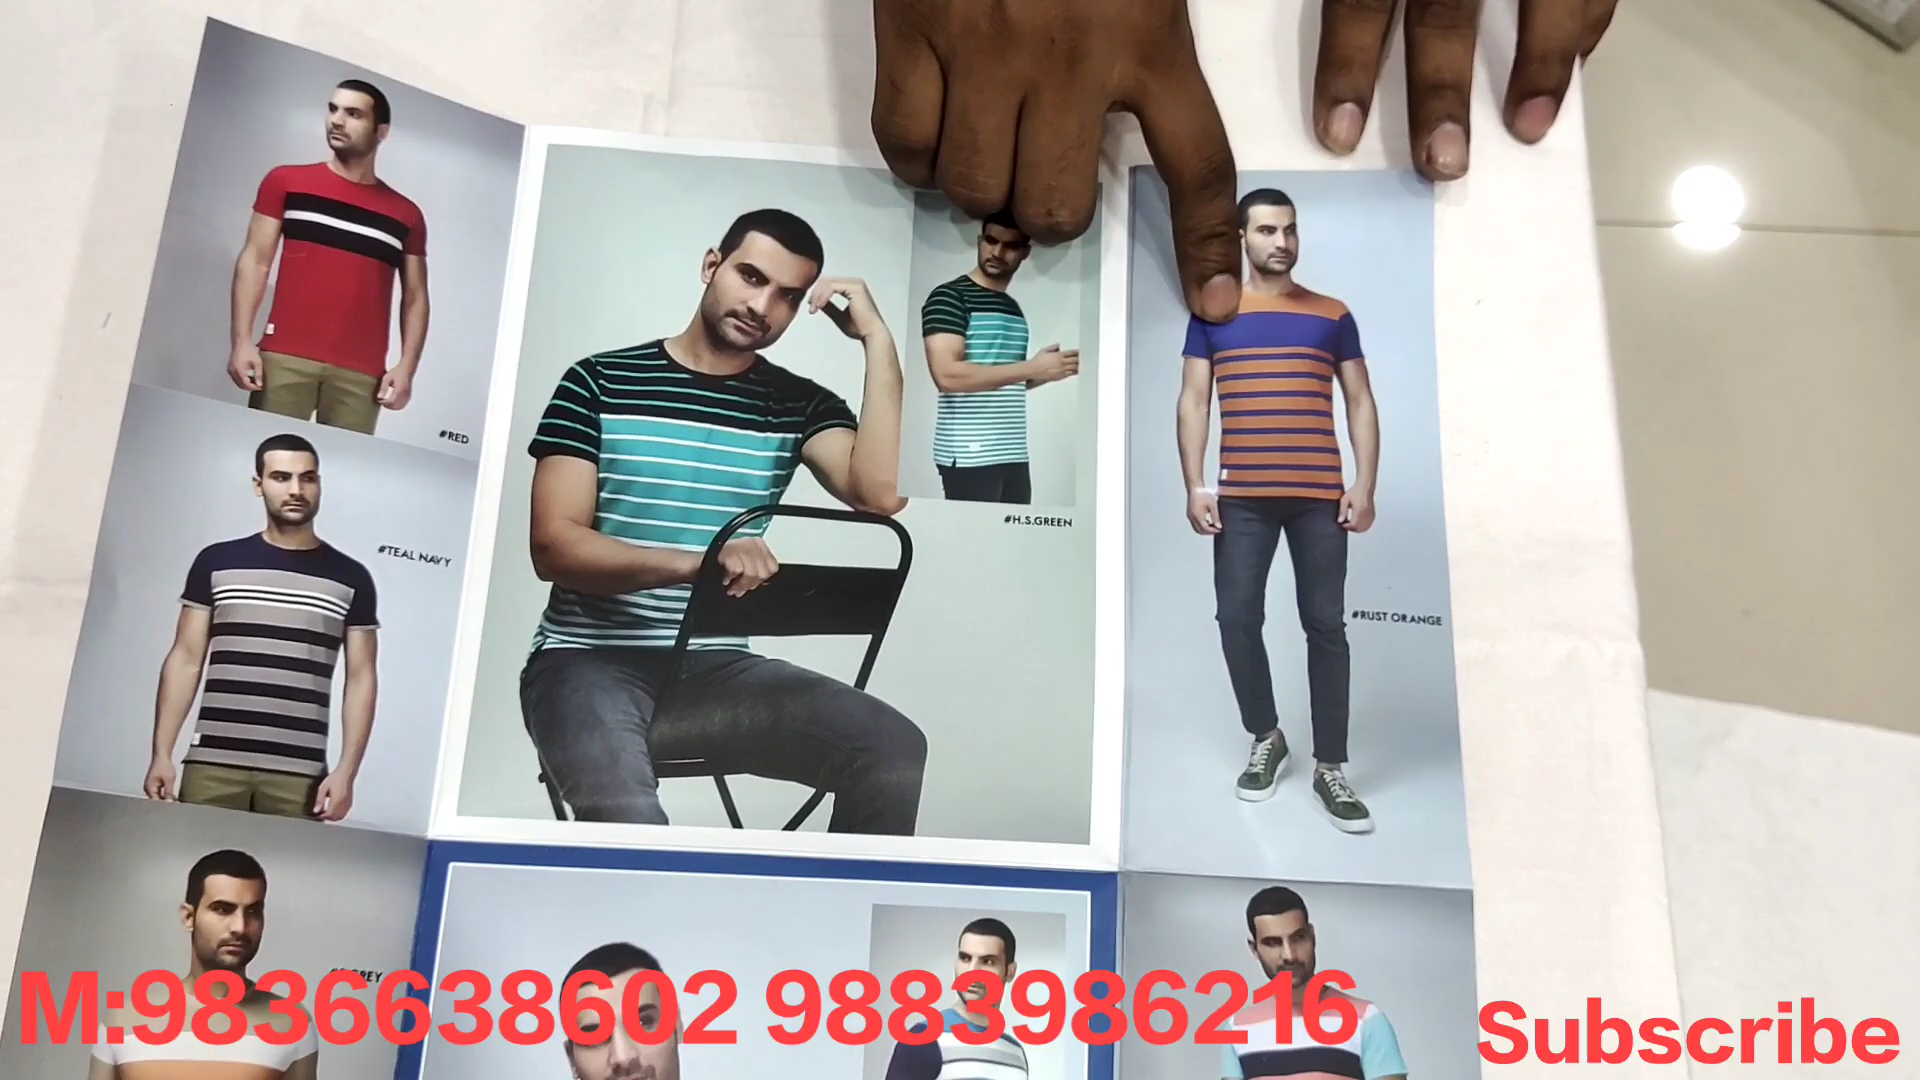 #RED
#TEAL NAVY
#H.S.GREEN
#RUST ORANGE
M:9836638602 9883986216
Subscribe